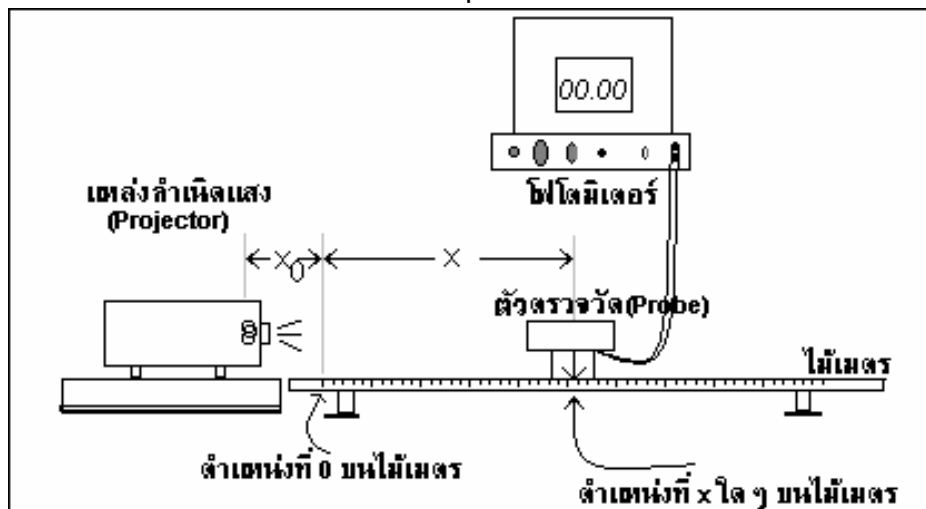 00.00
โฟโตมิเตอร์
แหล่งกำเนิดแสง
(Projector)
x0
x
ตัวตรวจวัด(Probe)
ไม้เมตร
ตำแหน่งที่ 0 บนไม้เมตร
ตำแหน่งที่ x ใด ๆ บนไม้เมตร